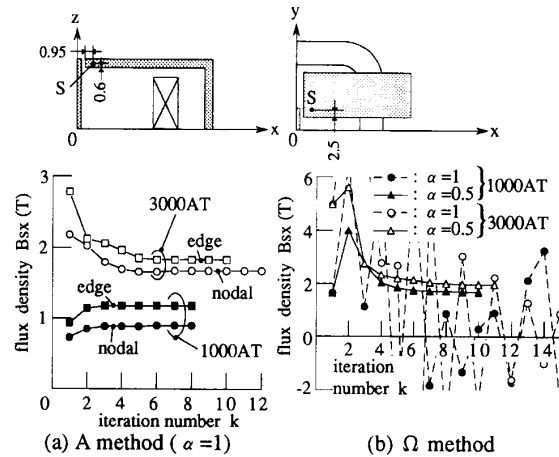 z
0.95
S
0.6
0
x
y
S
2.5
0
x
flux density Bsx (T)
3
2
1
0
3000AT
edge
nodal
edge
nodal
1000AT
0 2 4 6 8 10 12
iteration number k
(a) A method ( α=1)
flux density Bsx (T)
6
4
2
0
-2
: α=1
: α=0.5
1000AT
: α=1
: α=0.5
3000AT
2 4 6 8 10 12 14
iteration
number k
(b) Ω method